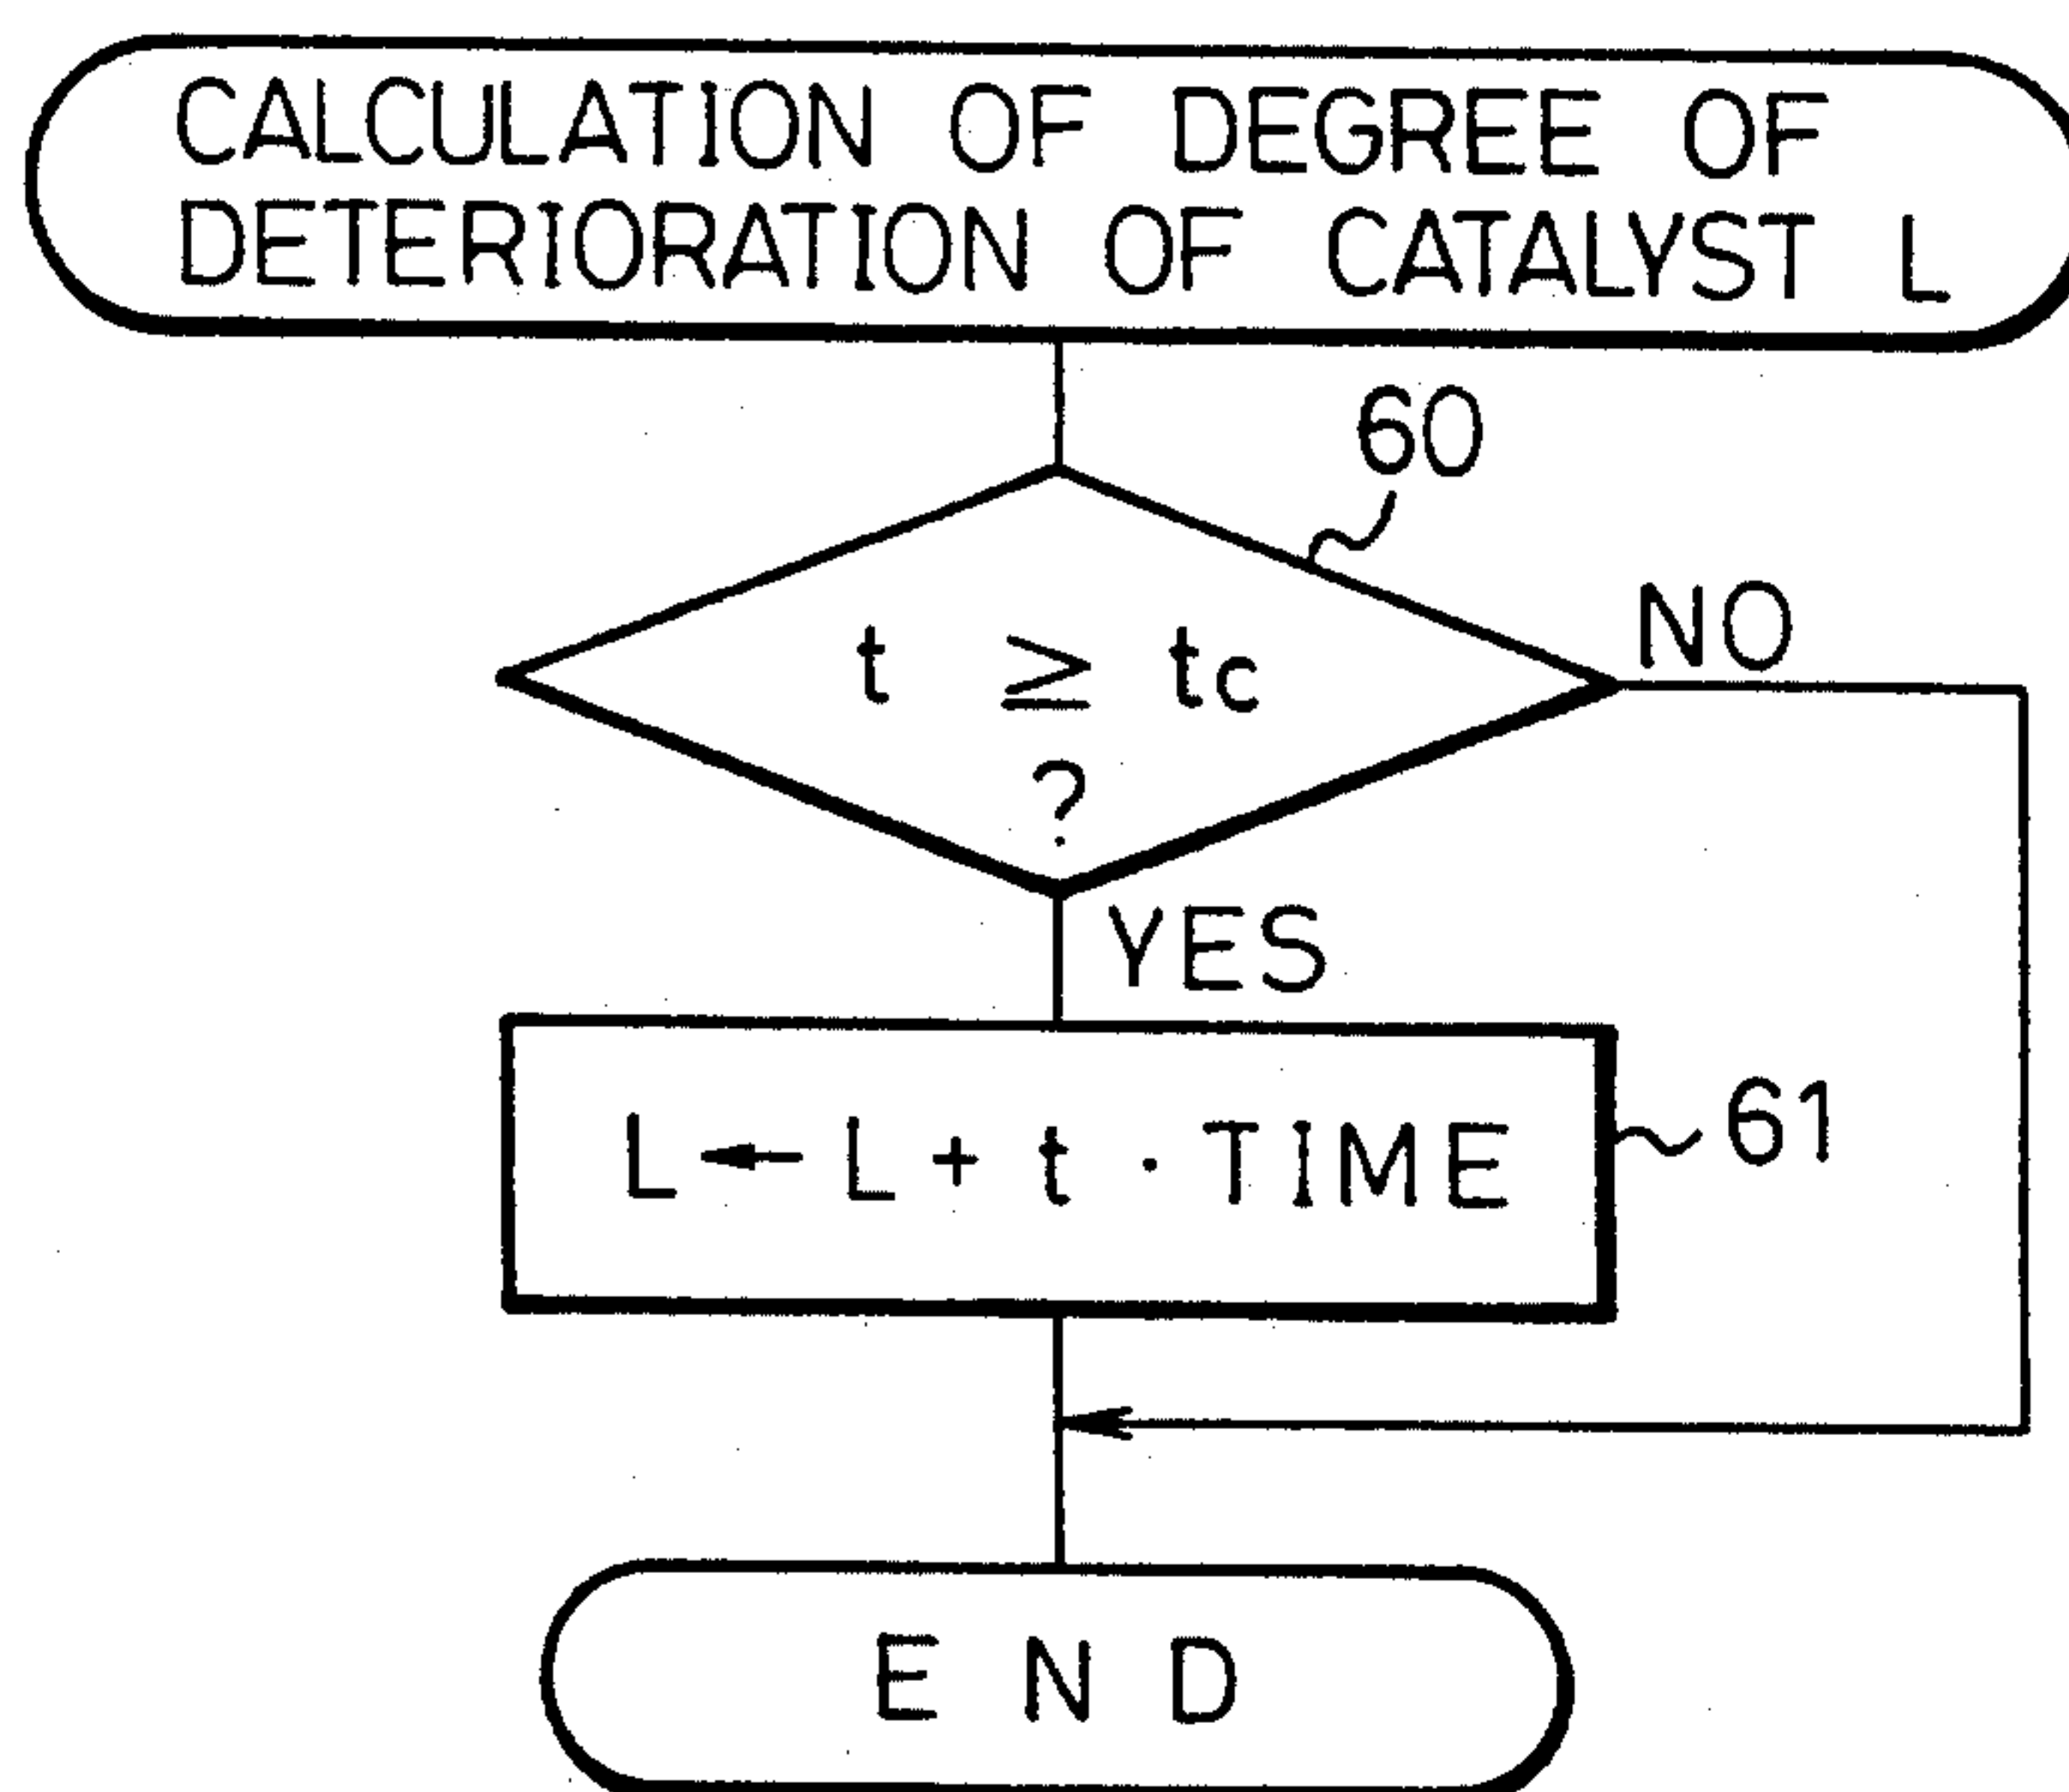 CALCULATION OF DEGREE OF
DETERIORATION OF CATALYST L
60
t ≧ tc
?
NO
YES
L ← L + t · TIME
61
END